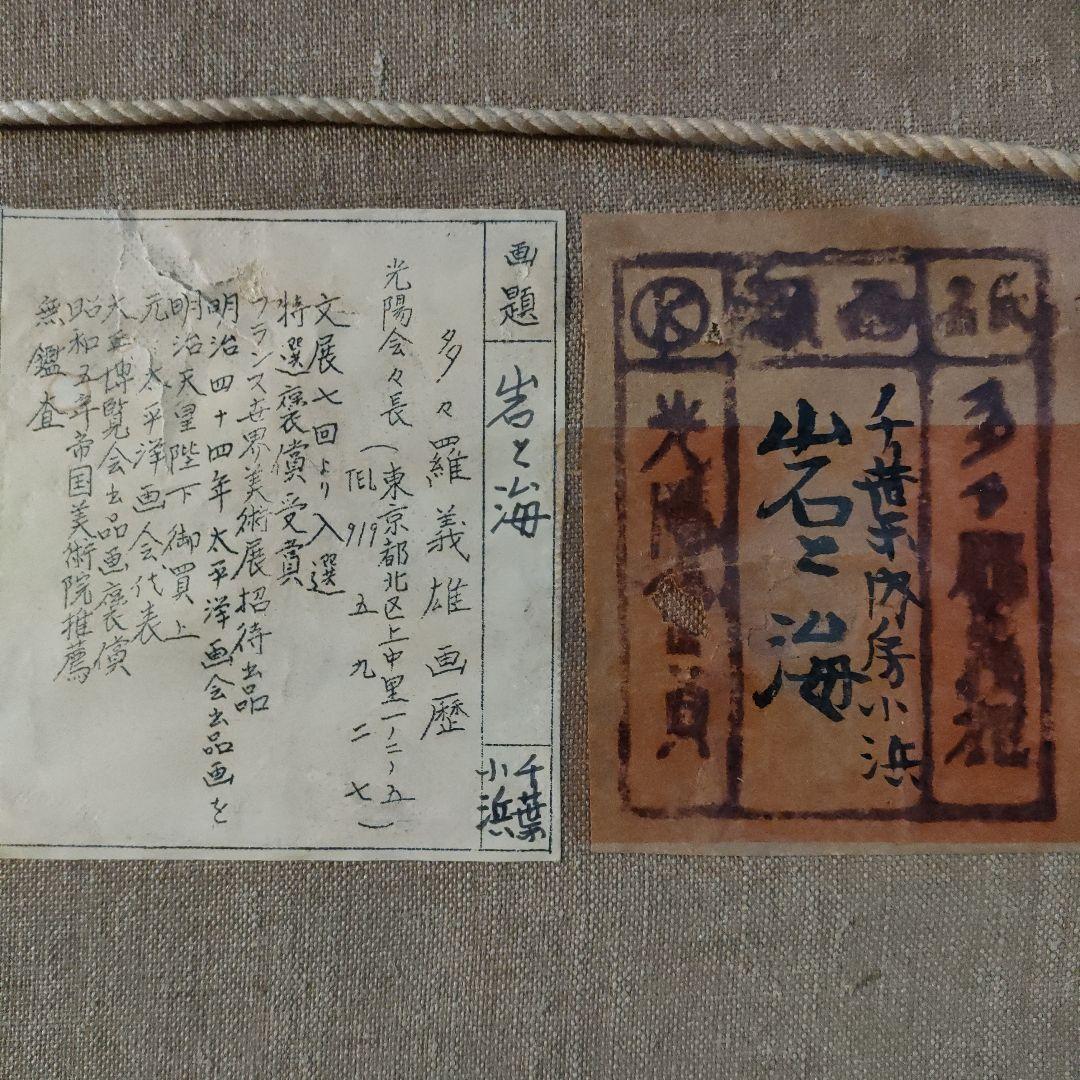 画題
岩と海
千葉
小浜
多々羅義雄画歴
光陽会々長（東京都北区上中里一ノ二ノ五
TEL 919 五九二七）
文展七回より入選
特選褒賞受賞
フランス世界美術展招待出品
明治四十四年太平洋画会出品画を
明治天皇陛下御買上
元太平洋画会代表
大正博覧会出品画褒賞
昭和五年帝国美術院推薦
無鑑査
千葉県内房小浜
岩と海
氏名
画題
多々羅義雄
光陽会会員